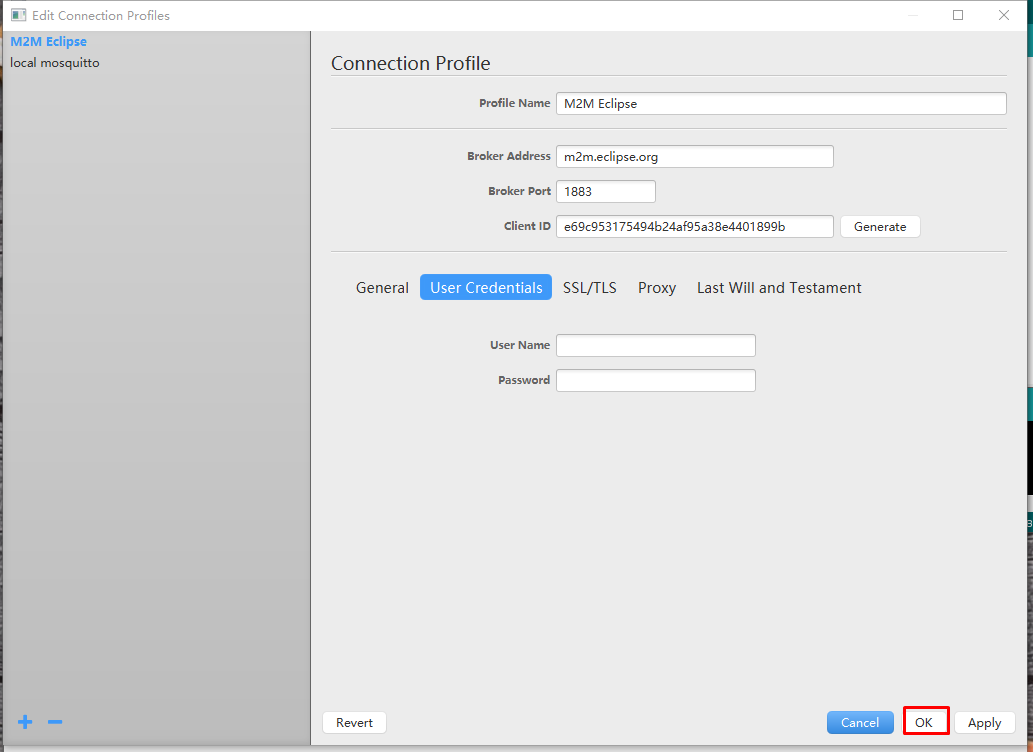 Edit Connection Profiles
M2M Eclipse
local mosquitto
Connection Profile
Profile Name M2M Eclipse
Broker Address m2m.eclipse.org
Broker Port 1883
Client ID e69c953175494b24af95a38e4401899b Generate
General User Credentials SSL/TLS Proxy Last Will and Testament
User Name
Password
Revert Cancel OK Apply